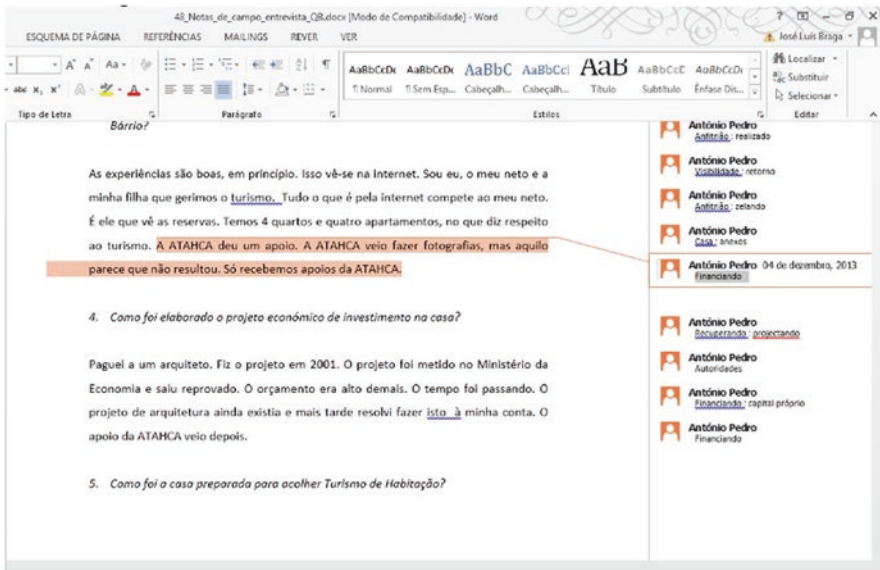 48_Notas_de_campo_entrevista_QB.docx [Modo de Compatibilidade] - Word
ESQUEMA DE PÁGINA REFERÊNCIAS MAILINGS REVER VER
José Luís Braga
AaBbCcDc AaBbCcDc AaBbC AaBbCcI AaB AaBbCcC AaBbCcDc
¶ Normal ¶ Sem Esp... Cabeçalh... Cabeçalh... Título Subtítulo Ênfase Dis...
Localizar
Substituir
Selecionar
Tipo de Letra Parágrafo Estilos Editar
Bárrio?
As experiências são boas, em princípio. Isso vê-se na internet. Sou eu, o meu neto e a
minha filha que gerimos o turismo. Tudo o que é pela internet compete ao meu neto.
É ele que vê as reservas. Temos 4 quartos e quatro apartamentos, no que diz respeito
ao turismo. A ATAHCA deu um apoio. A ATAHCA veio fazer fotografias, mas aquilo
parece que não resultou. Só recebemos apoios da ATAHCA.
4. Como foi elaborado o projeto económico de investimento na casa?
Paguei a um arquiteto. Fiz o projeto em 2001. O projeto foi metido no Ministério da
Economia e saiu reprovado. O orçamento era alto demais. O tempo foi passando. O
projeto de arquitetura ainda existia e mais tarde resolvi fazer isto à minha conta. O
apoio da ATAHCA veio depois.
5. Como foi a casa preparada para acolher Turismo de Habitação?
António Pedro
Anfitrião : realizado
António Pedro
Visibilidade : retorno
António Pedro
Anfitrião : zelando
António Pedro
Casa : anexos
António Pedro 04 de dezembro, 2013
Financiando
António Pedro
Recuperando : projectando
António Pedro
Autoridades
António Pedro
Financiando : capital próprio
António Pedro
Financiando